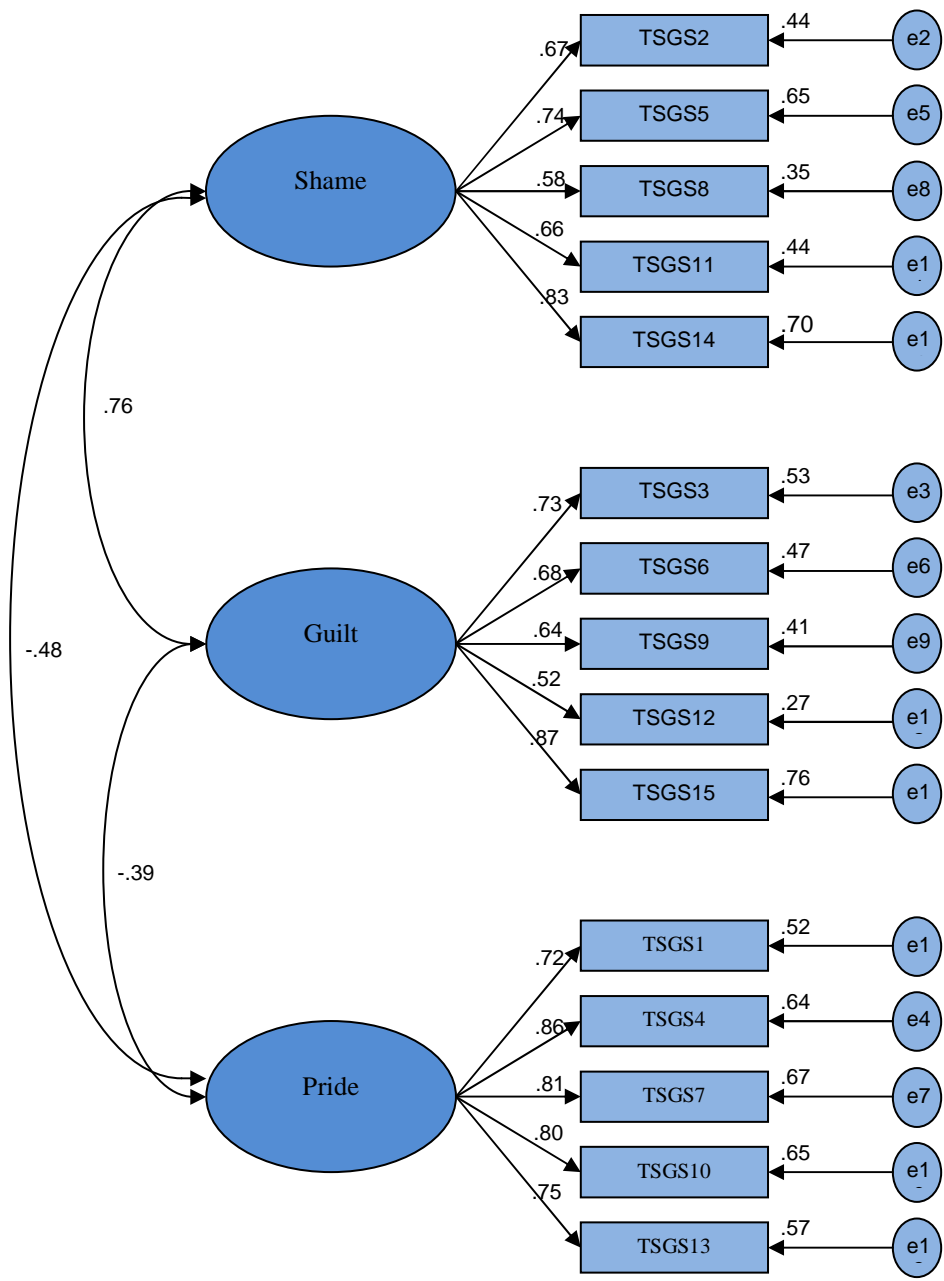 .67 TSGS2 .44 e2
.74 TSGS5 .65 e5
Shame
.58 TSGS8 .35 e8
.66 TSGS11 .44 e1
.83 TSGS14 .70 e1
.76
.73 TSGS3 .53 e3
.68 TSGS6 .47 e6
Guilt
.64 TSGS9 .41 e9
-.48
.52 TSGS12 .27 e1
.87 TSGS15 .76 e1
-.39
.72 TSGS1 .52 e1
.86 TSGS4 .64 e4
Pride
.81 TSGS7 .67 e7
.80 TSGS10 .65 e1
.75 TSGS13 .57 e1